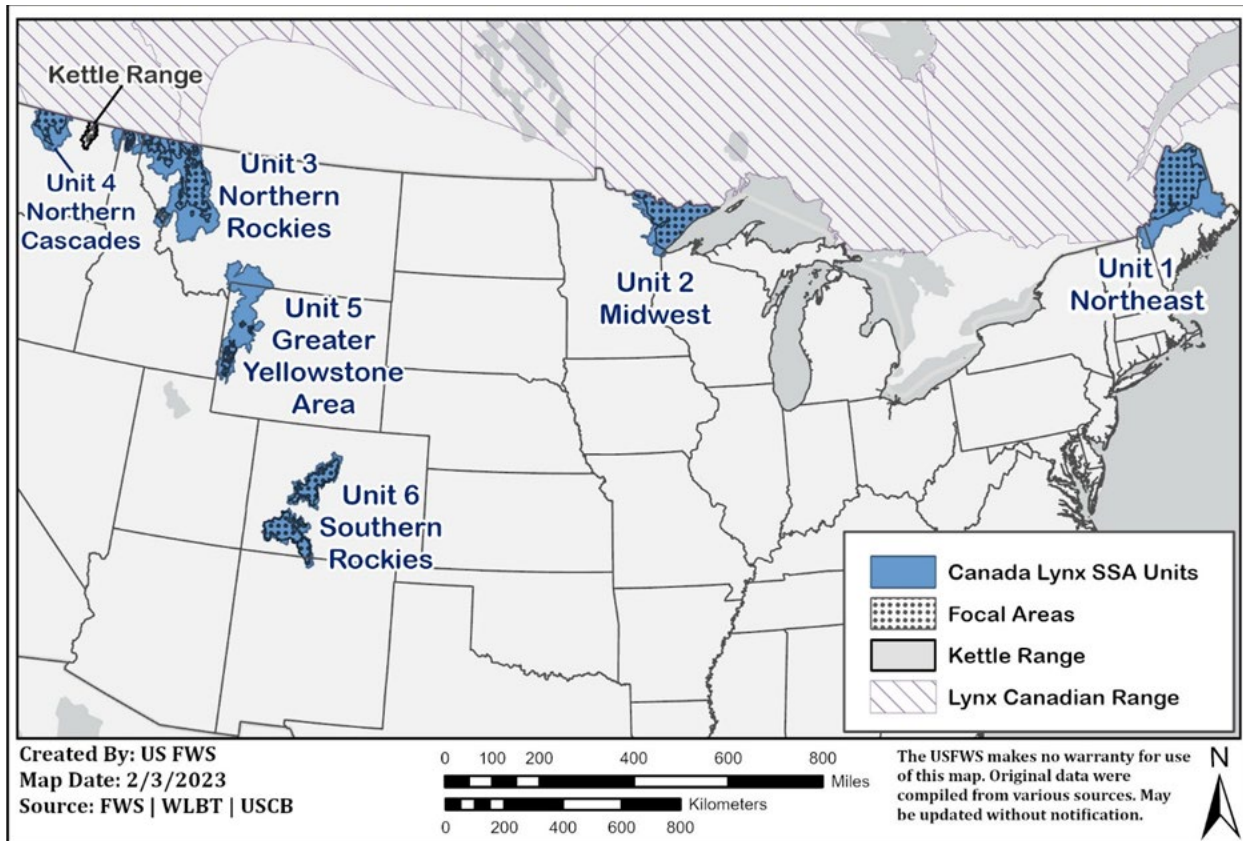 Kettle Range
Unit 4
Northern
Cascades
Unit 3
Northern
Rockies
Unit 2
Midwest
Unit 1
Northeast
Unit 5
Greater
Yellowstone
Area
Unit 6
Southern
Rockies
Canada Lynx SSA Units
Focal Areas
Kettle Range
Lynx Canadian Range
Created By: US FWS
Map Date: 2/3/2023
Source: FWS | WLBT | USCB
0 100 200 400 600 800
Miles
Kilometers
0 200 400 600 800
The USFWS makes no warranty for use
of this map. Original data were
compiled from various sources. May
be updated without notification.
N